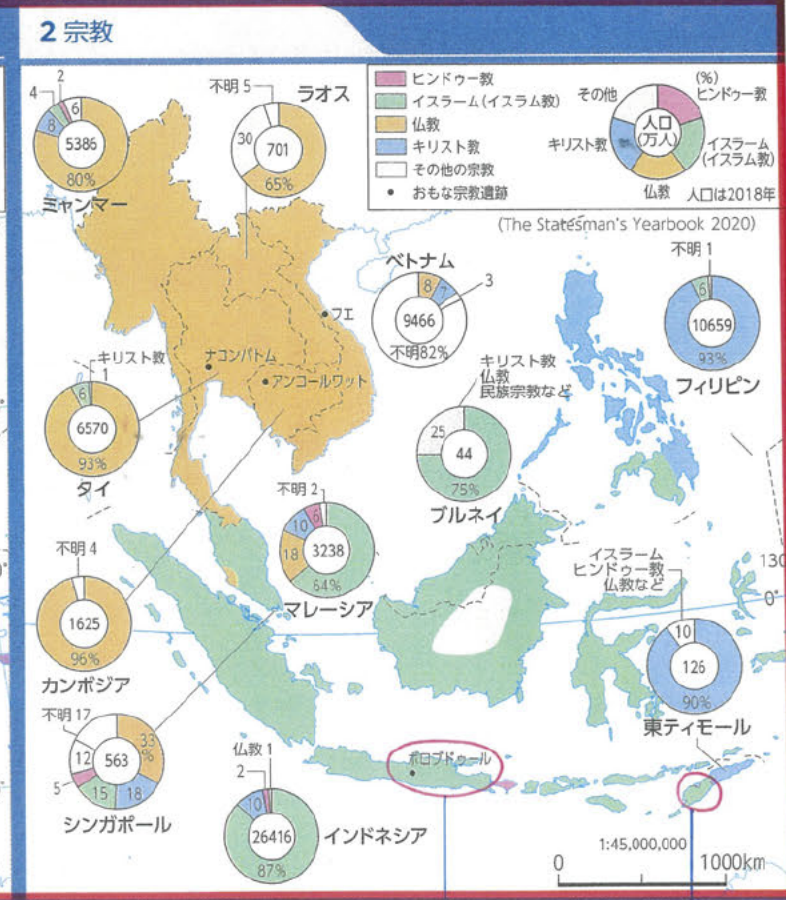 2 宗教
ヒンドゥー教
イスラーム(イスラム教)
仏教
キリスト教
その他の宗教
おもな宗教遺跡
(%)
その他
ヒンドゥー教
キリスト教
人口
(万人)
イスラーム
(イスラム教)
仏教
人口は2018年
(The Statesman's Yearbook 2020)
2
4
6
8
5386
80%
ミャンマー
不明5
ラオス
30
701
65%
ベトナム
8
7
3
9466
不明82%
不明1
6
10659
93%
フィリピン
フエ
ナコンパトム
アンコールワット
キリスト教
1
6
6570
93%
タイ
キリスト教
仏教
民族宗教など
25
44
75%
ブルネイ
不明2
6
10
18
3238
64%
マレーシア
不明4
1625
96%
カンボジア
イスラーム
ヒンドゥー教
仏教など
10
126
90%
東ティモール
130
0°
不明17
12
5
15
18
33
%
563
シンガポール
仏教1
2
10
26416
87%
インドネシア
ボロブドゥール
1:45,000,000
0
1000km